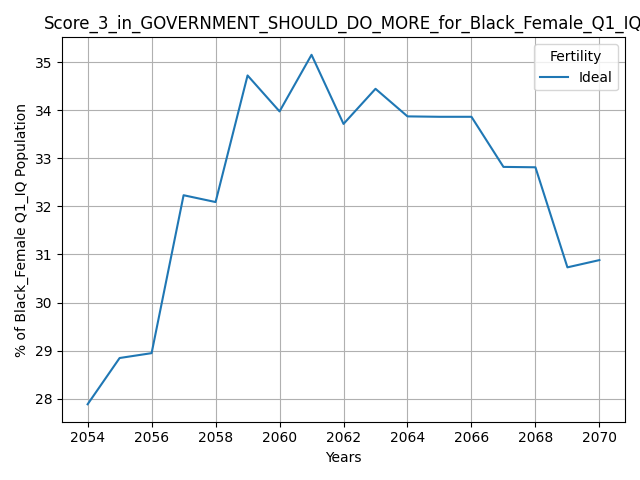 Score_3_in_GOVERNMENT_SHOULD_DO_MORE_for_Black_Female_Q1_IQ
Fertility
Ideal
% of Black_Female Q1_IQ Population
35
34
33
32
31
30
29
28
2054 2056 2058 2060 2062 2064 2066 2068 2070
Years